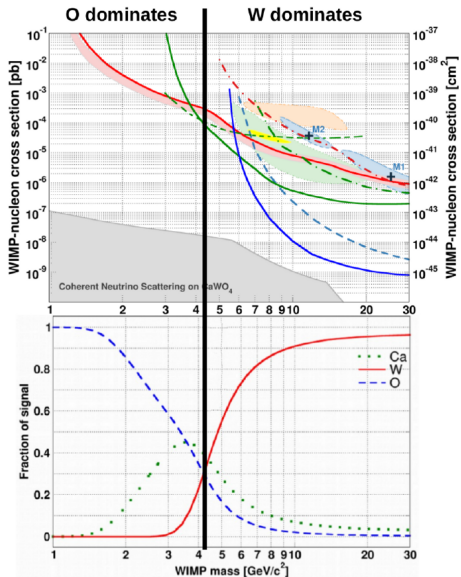 O dominates W dominates
WIMP-nucleon cross section [pb]
10⁻¹
10⁻²
10⁻³
10⁻⁴
10⁻⁵
10⁻⁶
10⁻⁷
10⁻⁸
10⁻⁹
10⁻³⁷
10⁻³⁸
10⁻³⁹
10⁻⁴⁰
10⁻⁴¹
10⁻⁴²
10⁻⁴³
10⁻⁴⁴
10⁻⁴⁵
WIMP-nucleon cross section [cm²]
M2
M1
Coherent Neutrino Scattering on CaWO₄
1 2 3 4 5 6 7 8 9 10 20 30
Fraction of signal
1
0.8
0.6
0.4
0.2
0
Ca
W
O
1 2 3 4 5 6 7 8 9 10 20 30
WIMP mass [GeV/c²]